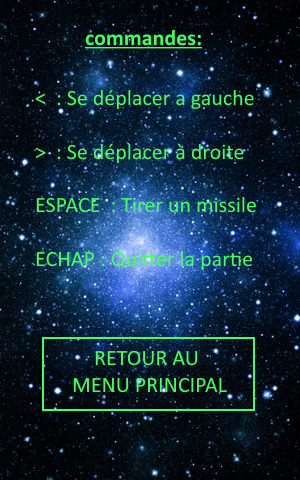 commandes:
< : Se déplacer a gauche
> : Se déplacer à droite
ESPACE : Tirer un missile
ECHAP : Quitter la partie
RETOUR AU
MENU PRINCIPAL